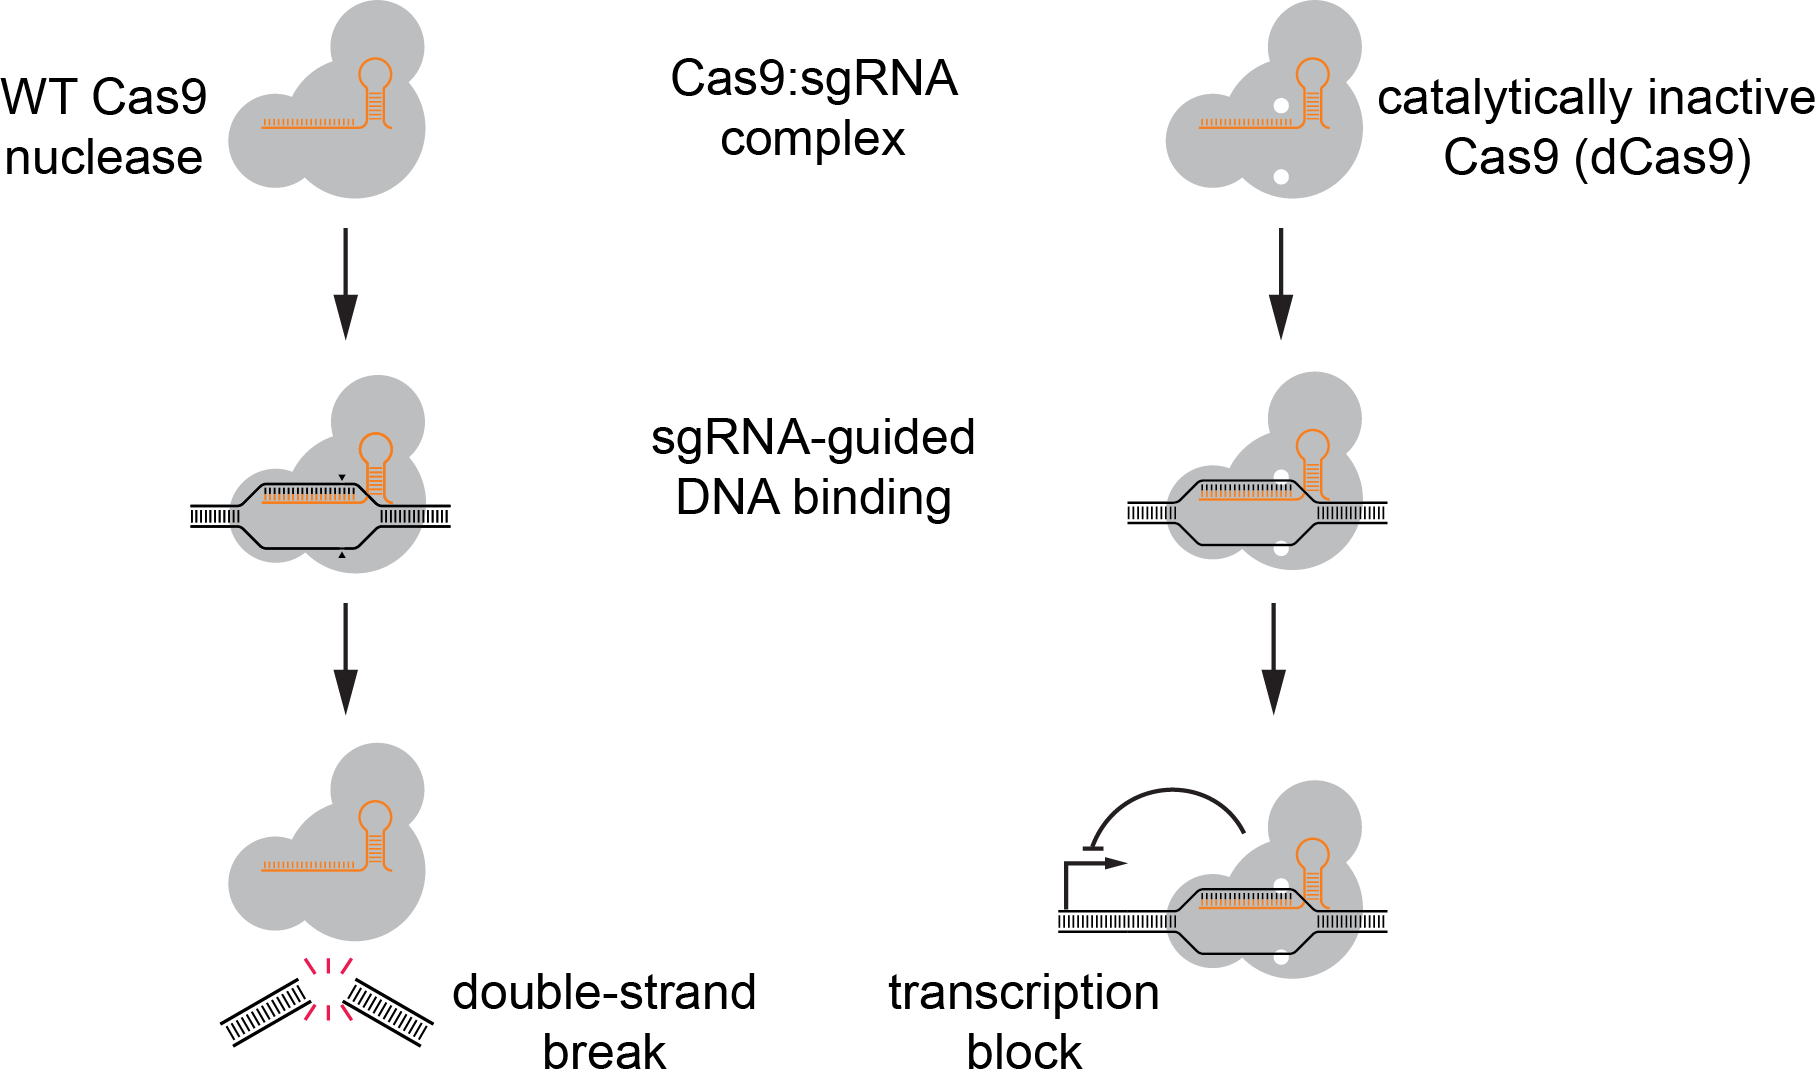 WT Cas9
nuclease
Cas9:sgRNA
complex
catalytically inactive
Cas9 (dCas9)
sgRNA-guided
DNA binding
double-strand
break
transcription
block